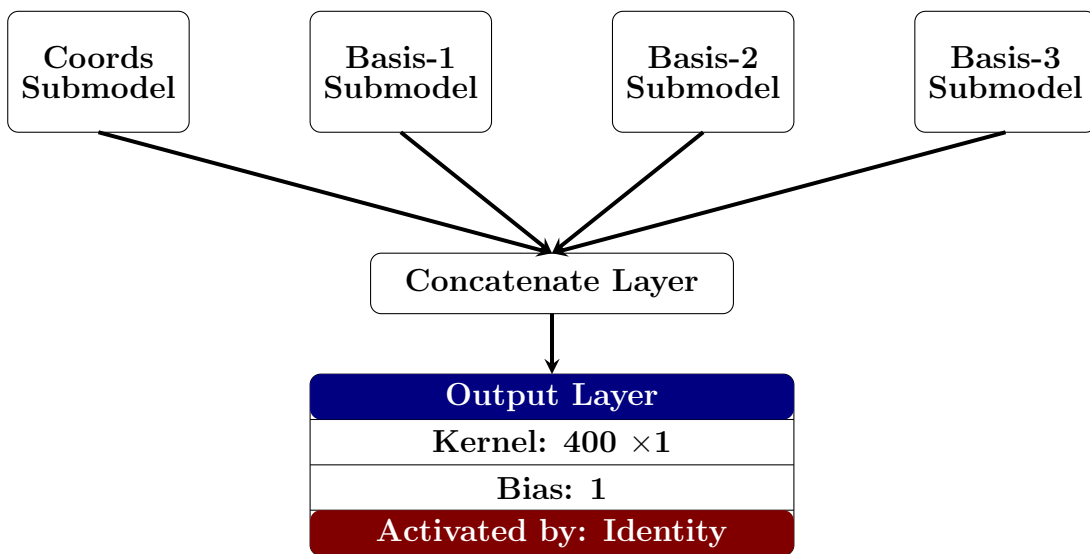 Coords
Submodel
Basis-1
Submodel
Basis-2
Submodel
Basis-3
Submodel
Concatenate Layer
Output Layer
Kernel: 400 ×1
Bias: 1
Activated by: Identity